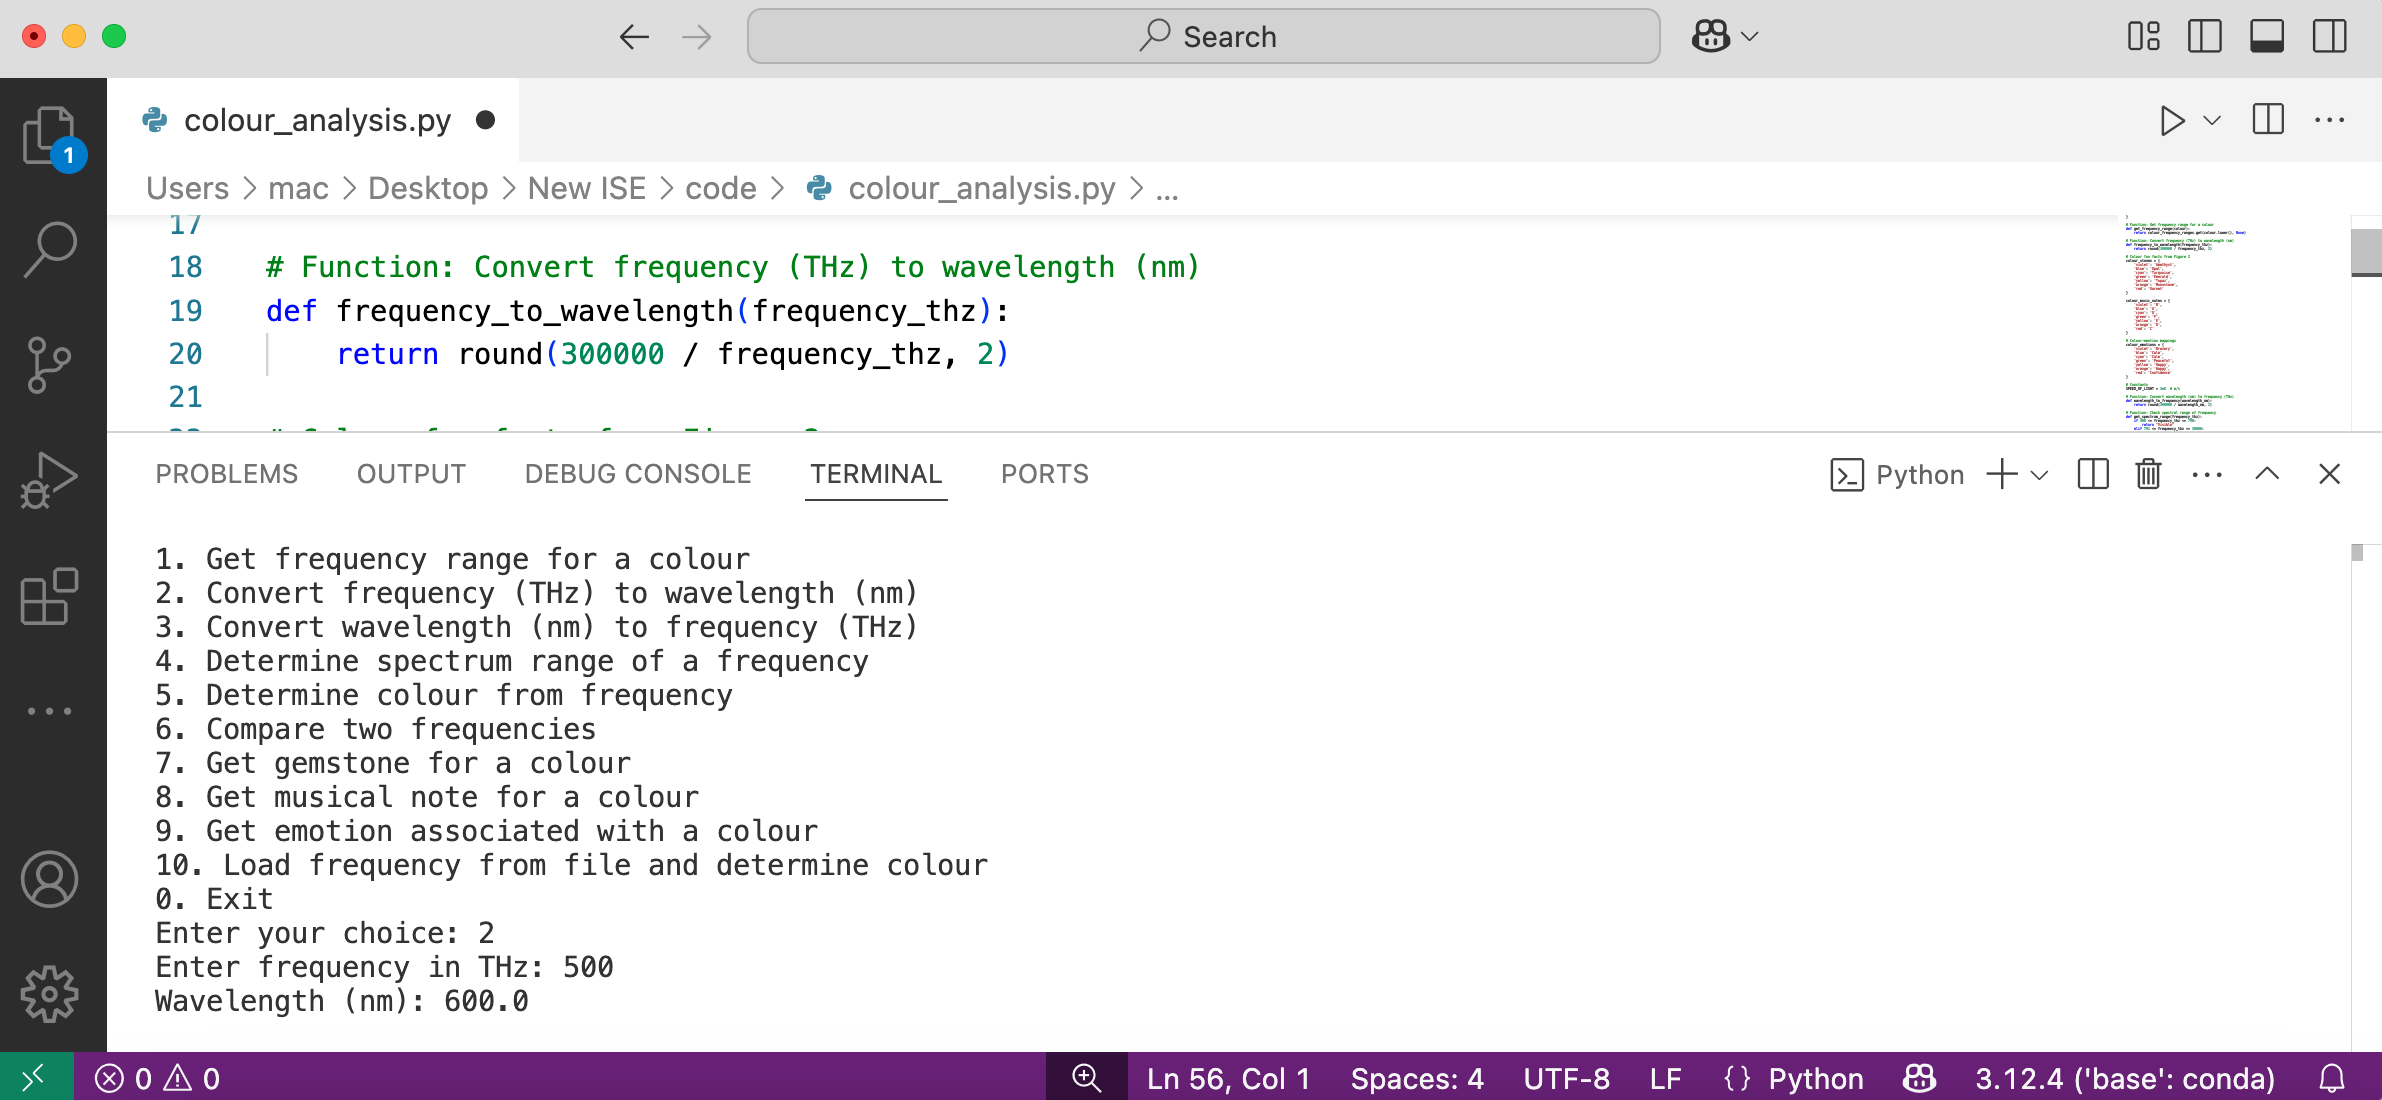 Search
colour_analysis.py
1
Users > mac > Desktop > New ISE > code > colour_analysis.py > ...
17
18 # Function: Convert frequency (THz) to wavelength (nm)
19 def frequency_to_wavelength(frequency_thz):
20 return round(300000 / frequency_thz, 2)
21
PROBLEMS OUTPUT DEBUG CONSOLE TERMINAL PORTS Python
1. Get frequency range for a colour
2. Convert frequency (THz) to wavelength (nm)
3. Convert wavelength (nm) to frequency (THz)
4. Determine spectrum range of a frequency
5. Determine colour from frequency
6. Compare two frequencies
7. Get gemstone for a colour
8. Get musical note for a colour
9. Get emotion associated with a colour
10. Load frequency from file and determine colour
0. Exit
Enter your choice: 2
Enter frequency in THz: 500
Wavelength (nm): 600.0
0 0 Ln 56, Col 1 Spaces: 4 UTF-8 LF {} Python 3.12.4 ('base': conda)